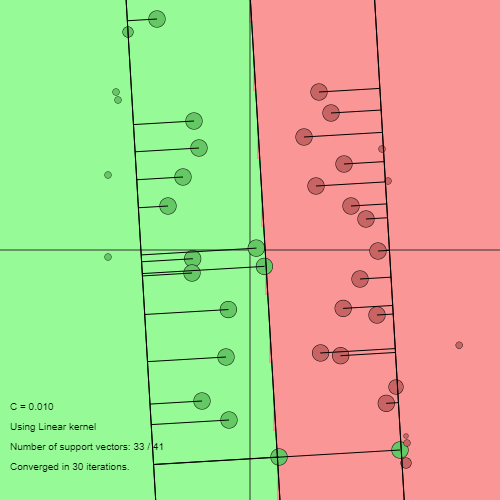 C = 0.010
Using Linear kernel
Number of support vectors: 33 / 41
Converged in 30 iterations.